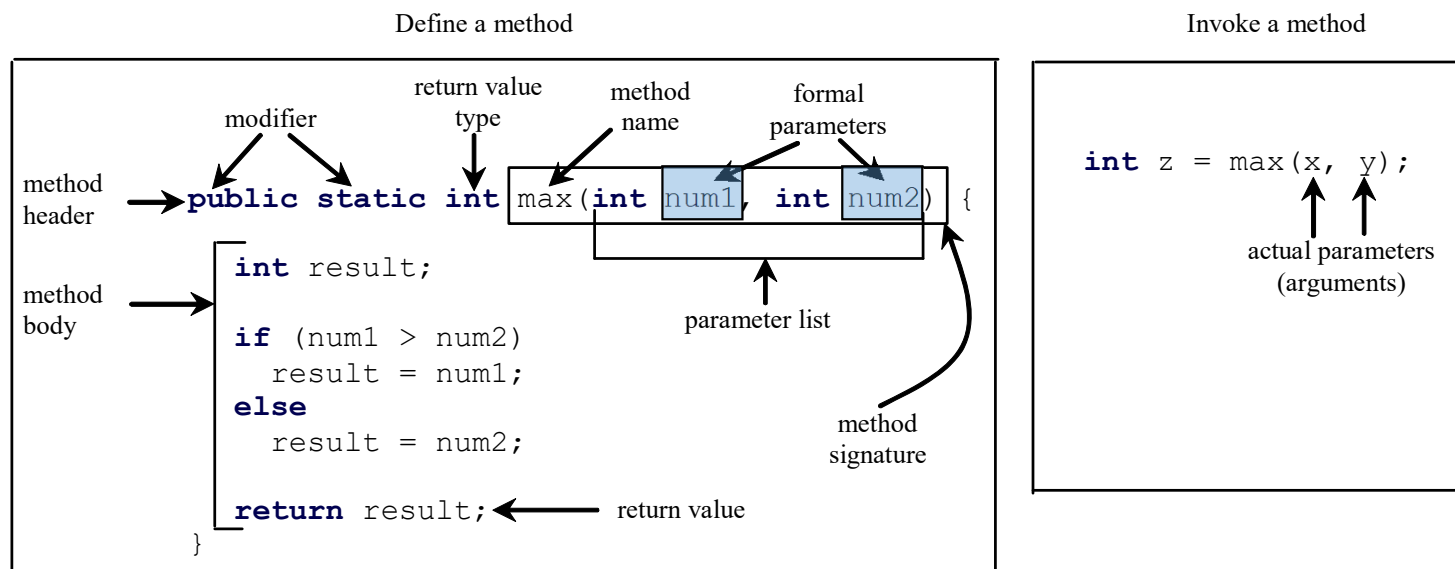 Define a method
Invoke a method
return value
type
method
name
formal
parameters
modifier
method
header
public static int max(int num1, int num2) {
int z = max(x, y);
actual parameters
(arguments)
method
body
int result;
if (num1 > num2)
result = num1;
else
result = num2;
return result;
}
parameter list
method
signature
return value